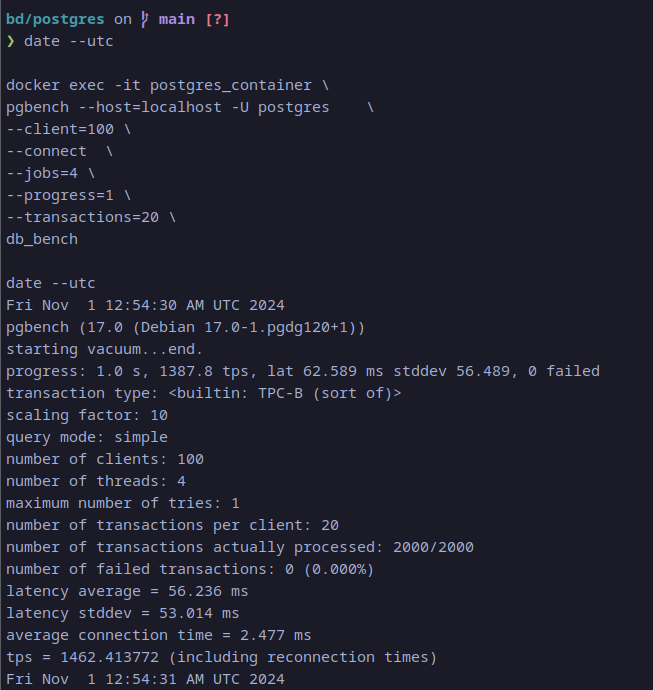 bd/postgres on main [?]
❯ date --utc

docker exec -it postgres_container \
pgbench --host=localhost -U postgres    \
--client=100 \
--connect  \
--jobs=4 \
--progress=1 \
--transactions=20 \
db_bench

date --utc
Fri Nov  1 12:54:30 AM UTC 2024
pgbench (17.0 (Debian 17.0-1.pgdg120+1))
starting vacuum...end.
progress: 1.0 s, 1387.8 tps, lat 62.589 ms stddev 56.489, 0 failed
transaction type: <builtin: TPC-B (sort of)>
scaling factor: 10
query mode: simple
number of clients: 100
number of threads: 4
maximum number of tries: 1
number of transactions per client: 20
number of transactions actually processed: 2000/2000
number of failed transactions: 0 (0.000%)
latency average = 56.236 ms
latency stddev = 53.014 ms
average connection time = 2.477 ms
tps = 1462.413772 (including reconnection times)
Fri Nov  1 12:54:31 AM UTC 2024